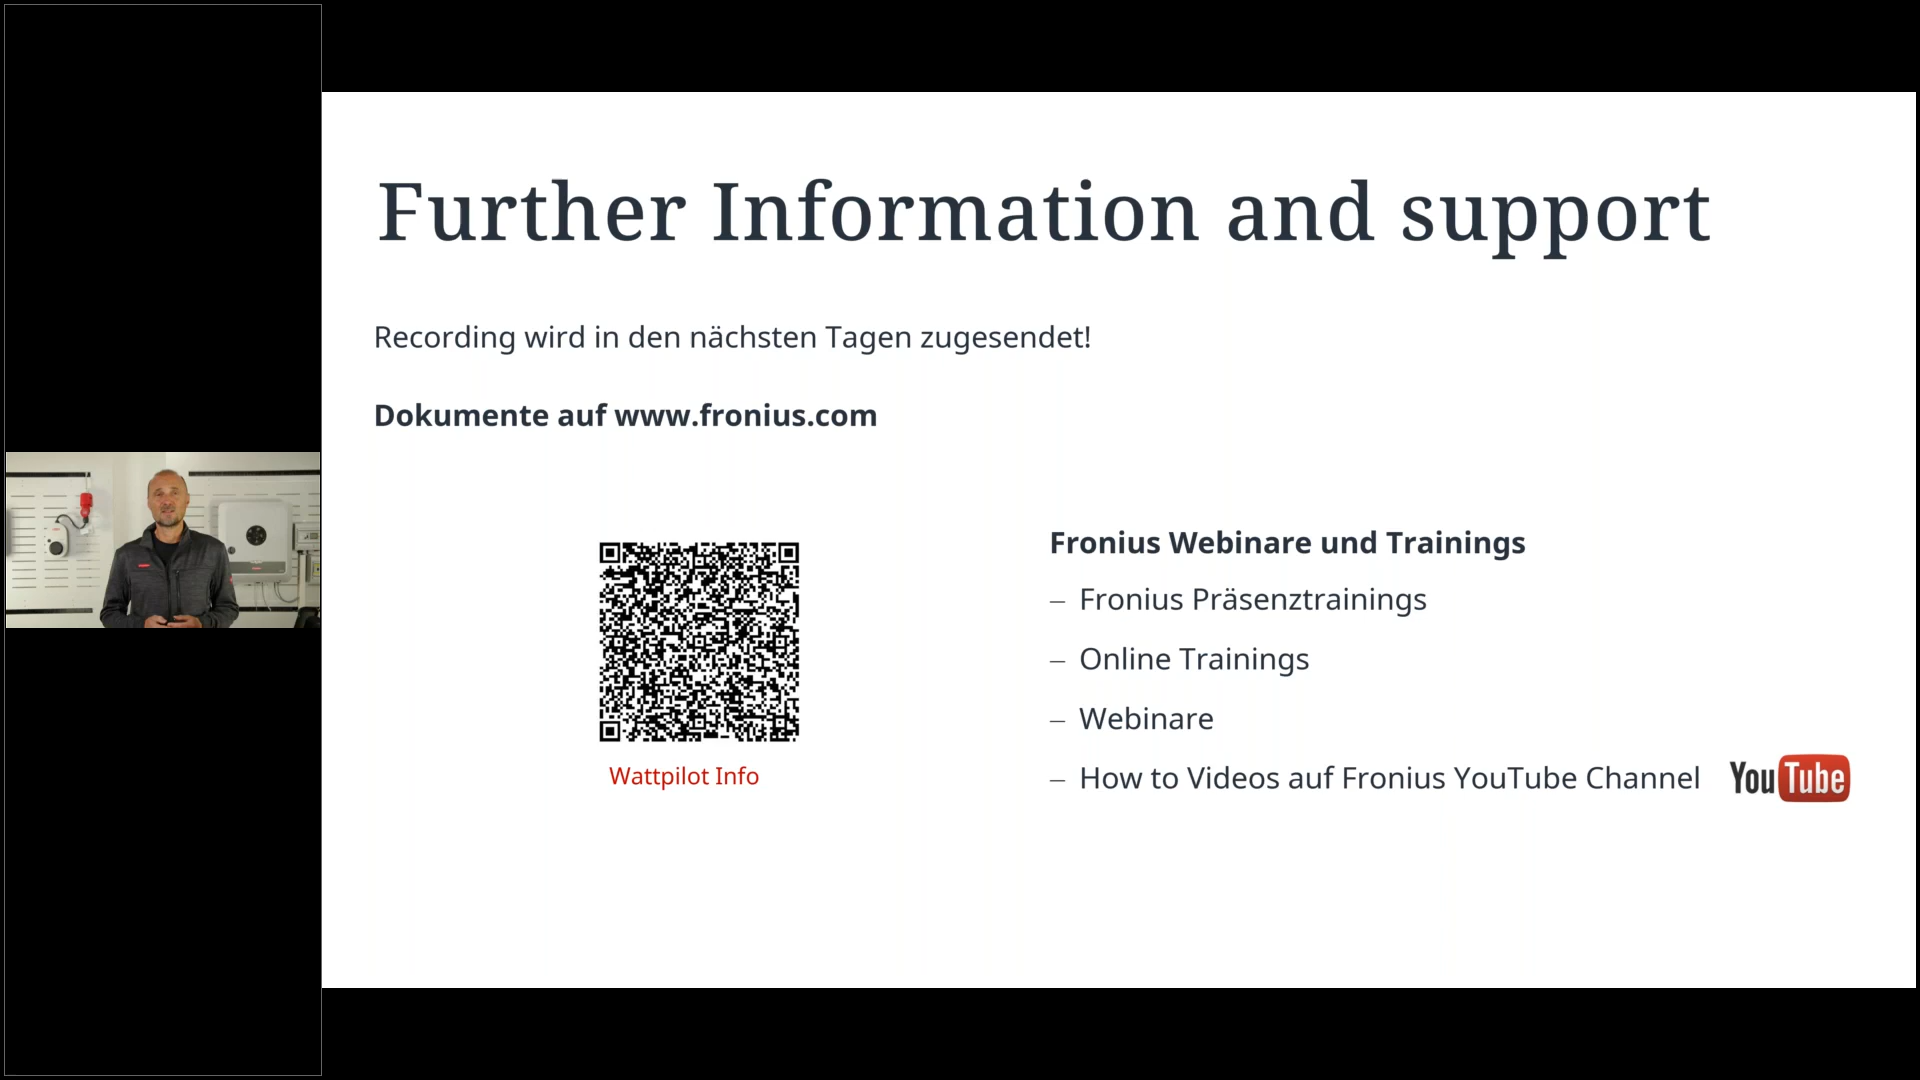 Further Information and support
Recording wird in den nächsten Tagen zugesendet!
Dokumente auf www.fronius.com
Wattpilot Info
Fronius Webinare und Trainings
– Fronius Präsenztrainings
– Online Trainings
– Webinare
– How to Videos auf Fronius YouTube Channel
YouTube